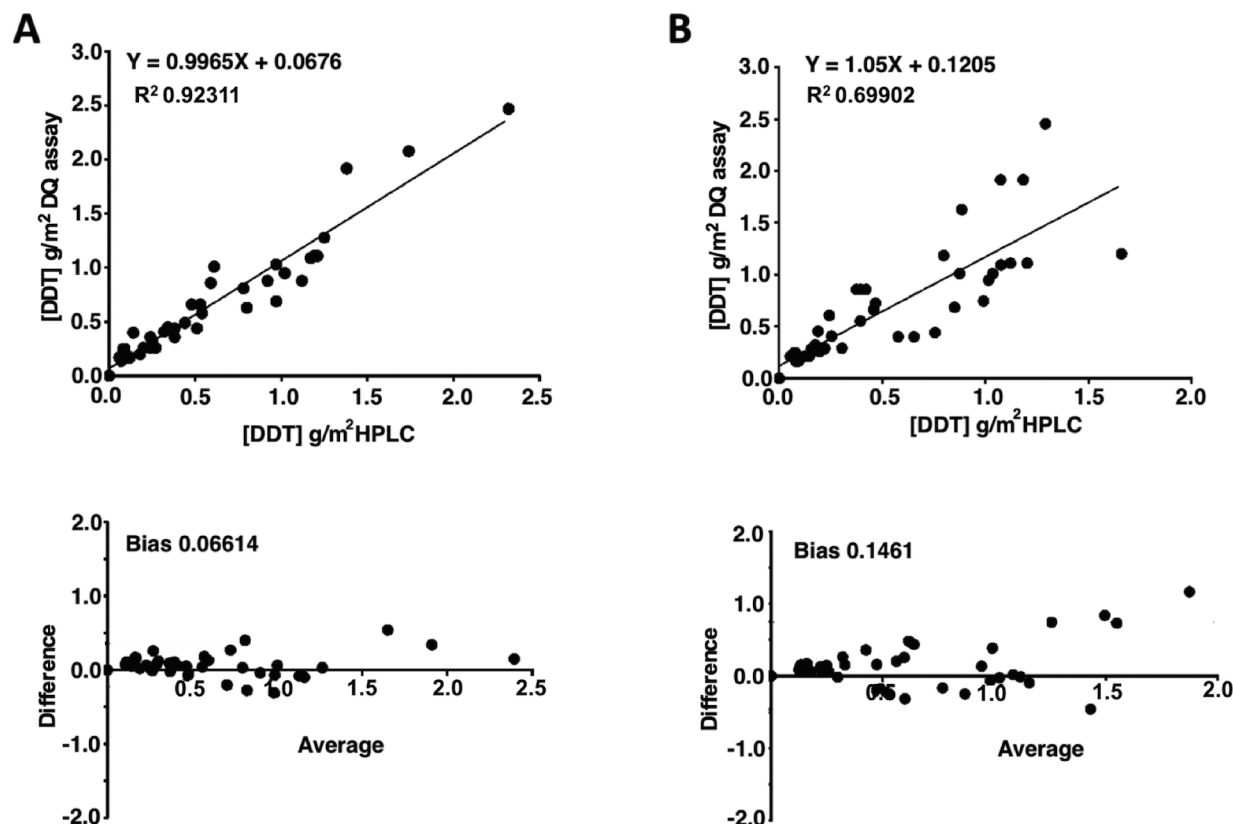 A
Y = 0.9965X + 0.0676
R² 0.92311
[DDT] g/m² DQ assay
3.0
2.5
2.0
1.5
1.0
0.5
0.0
0.0 0.5 1.0 1.5 2.0 2.5
[DDT] g/m²HPLC
B
Y = 1.05X + 0.1205
R² 0.69902
[DDT] g/m² DQ assay
3.0
2.5
2.0
1.5
1.0
0.5
0.0
0.0 0.5 1.0 1.5 2.0
[DDT] g/m²HPLC
Bias 0.06614
Difference
2.0
1.0
0.0
-1.0
-2.0
0.5 1.0 1.5 2.0 2.5
Average
Bias 0.1461
Difference
2.0
1.0
0.0
-1.0
-2.0
0.5 1.0 1.5 2.0
Average